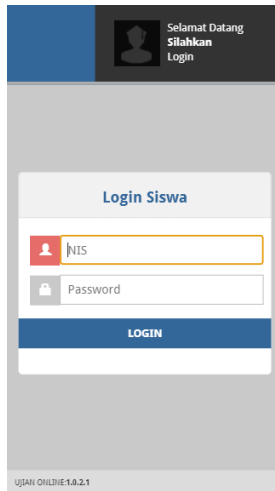 Selamat Datang
Silahkan
Login
Login Siswa
NIS
Password
LOGIN
UJIAN ONLINE:1.0.2.1